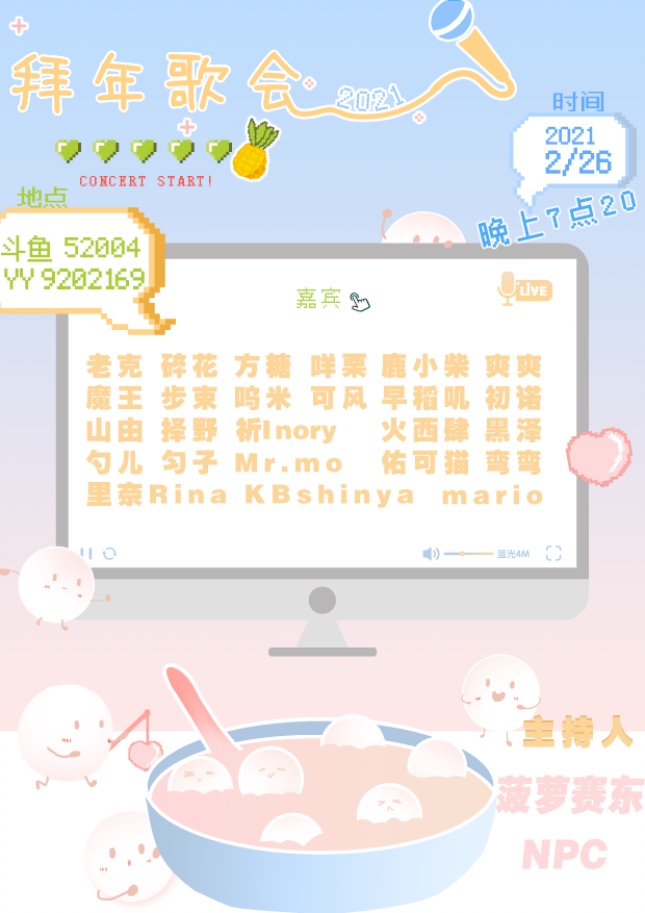 拜年歌会 2021
CONCERT START!
时间
2021
2/26
晚上7点20
地点
斗鱼 52004
YY 9202169
嘉宾
LIVE
老克 碎花 方糖 咩栗 鹿小柴 爽爽
魔王 步束 呜米 可风 早稻叽 初诺
山由 择野 祈Inory 火西肆 黑泽
勺儿 匀子 Mr.mo 佑可猫 弯弯
里奈Rina KBshinya mario
蓝光4M
主持人
菠萝赛东
NPC